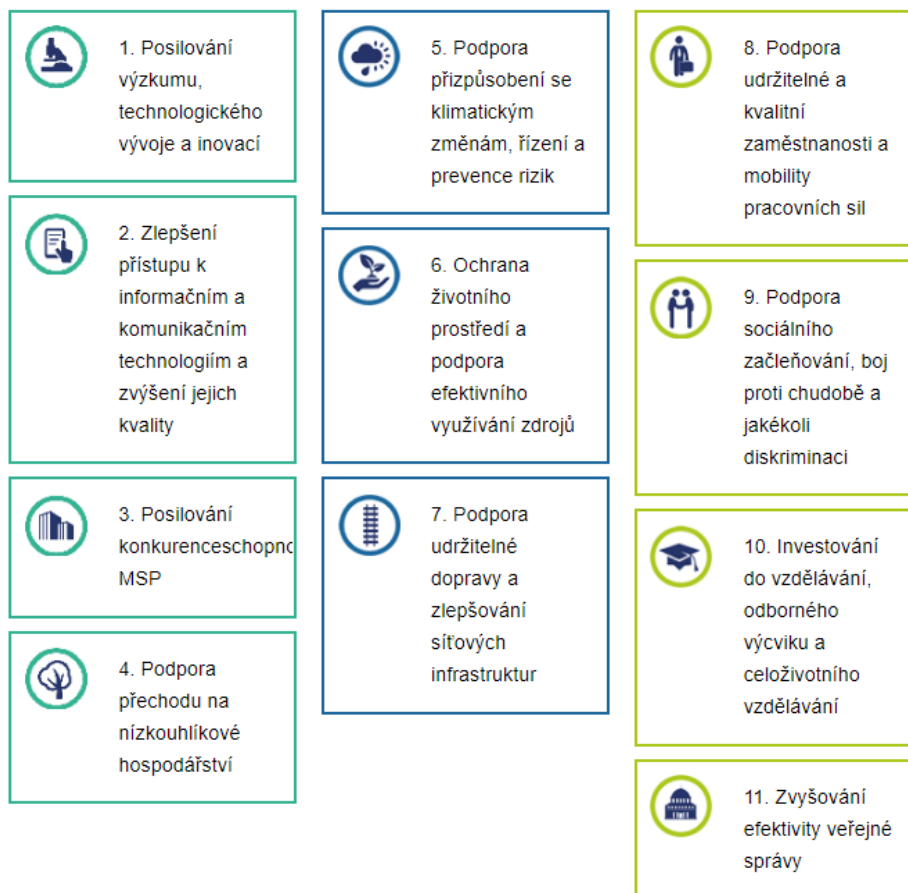 1. Posilování
výzkumu,
technologického
vývoje a inovací
2. Zlepšení
přístupu k
informačním a
komunikačním
technologiím a
zvýšení jejich
kvality
3. Posilování
konkurenceschopno
MSP
4. Podpora
přechodu na
nízkouhlíkové
hospodářství
5. Podpora
přizpůsobení se
klimatickým
změnám, řízení a
prevence rizik
6. Ochrana
životního
prostředí a
podpora
efektivního
využívání zdrojů
7. Podpora
udržitelné
dopravy a
zlepšování
síťových
infrastruktur
8. Podpora
udržitelné a
kvalitní
zaměstnanosti a
mobility
pracovních sil
9. Podpora
sociálního
začleňování, boj
proti chudobě a
jakékoli
diskriminaci
10. Investování
do vzdělávání,
odborného
výcviku a
celoživotního
vzdělávání
11. Zvyšování
efektivity veřejné
správy